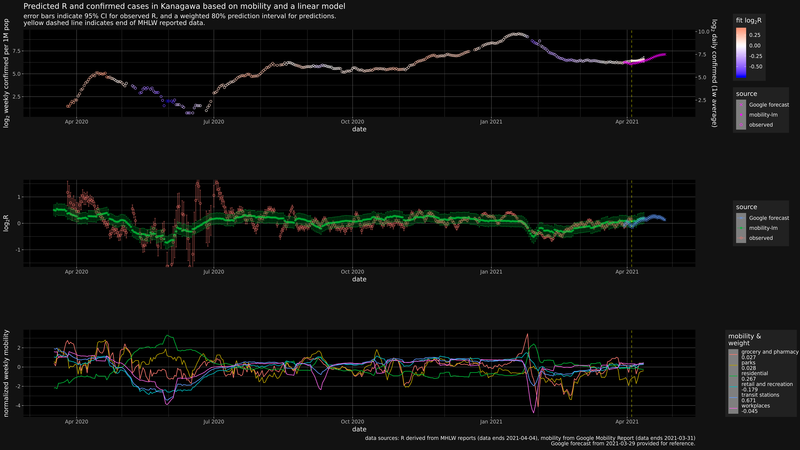 Predicted R and confirmed cases in Kanagawa based on mobility and a linear model
error bars indicate 95% CI for observed R, and a weighted 80% prediction interval for predictions.
yellow dashed line indicates end of MHLW reported data.
log₂ weekly confirmed per 1M pop
7.5
5.0
2.5
10.0
7.5
5.0
2.5
log₂ daily confirmed (1w average)
Apr 2020
Jul 2020
Oct 2020
Jan 2021
Apr 2021
date
fit log₂R
0.25
0.00
-0.25
-0.50
source
Google forecast
mobility-lm
observed
log₂R
1
0
-1
Apr 2020
Jul 2020
Oct 2020
Jan 2021
Apr 2021
date
source
Google forecast
mobility-lm
observed
normalized weekly mobility
2
0
-2
-4
Apr 2020
Jul 2020
Oct 2020
Jan 2021
Apr 2021
date
mobility &
weight
grocery and pharmacy
0.027
parks
0.028
residential
0.267
retail and recreation
-0.179
transit stations
0.671
workplaces
-0.045
data sources: R derived from MHLW reports (data ends 2021-04-04), mobility from Google Mobility Report (data ends 2021-03-31)
Google forecast from 2021-03-29 provided for reference.